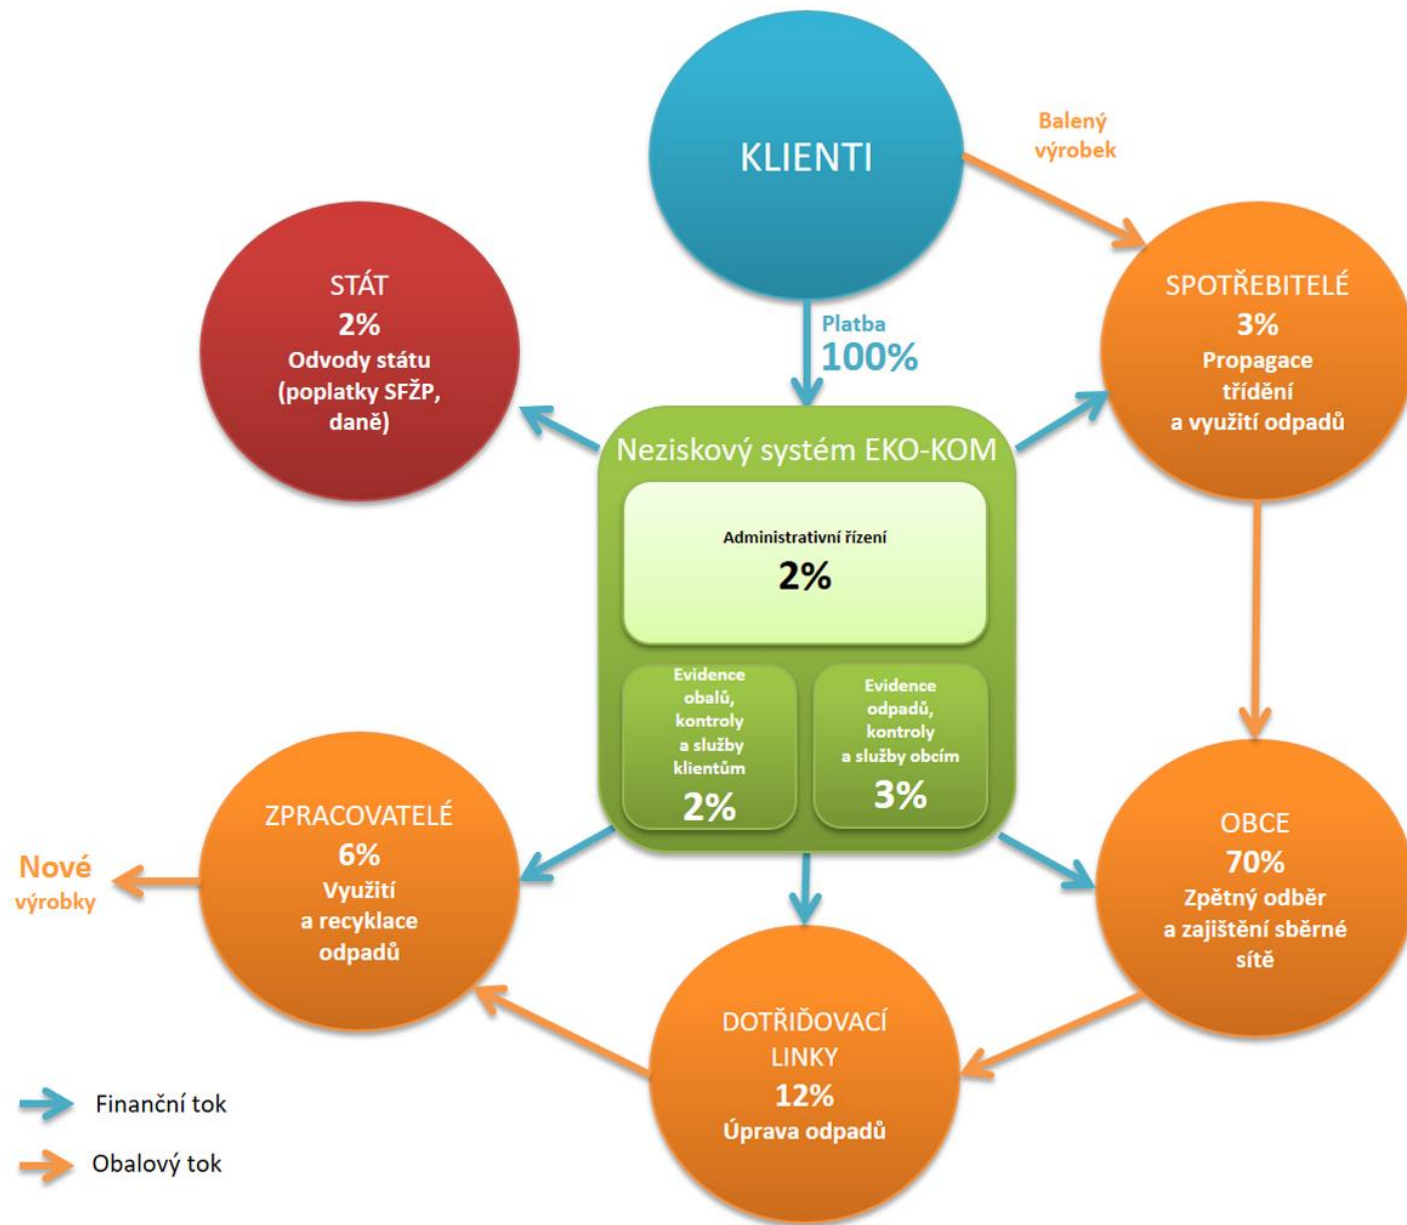 KLIENTI
Balený
výrobek
STÁT
2%
Odvody státu
(poplatky SFŽP,
daně)
Platba
100%
SPOTŘEBITELÉ
3%
Propagace
třídění
a využití odpadů
Neziskový systém EKO-KOM
Administrativní řízení
2%
Evidence
obalů,
kontroly
a služby
klientům
2%
Evidence
odpadů,
kontroly
a služby obcím
3%
ZPRACOVATELÉ
6%
Využití
a recyklace
odpadů
Nové
výrobky
OBCE
70%
Zpětný odběr
a zajištění sběrné
sítě
DOTŘIĎOVACÍ
LINKY
12%
Úprava odpadů
Finanční tok
Obalový tok